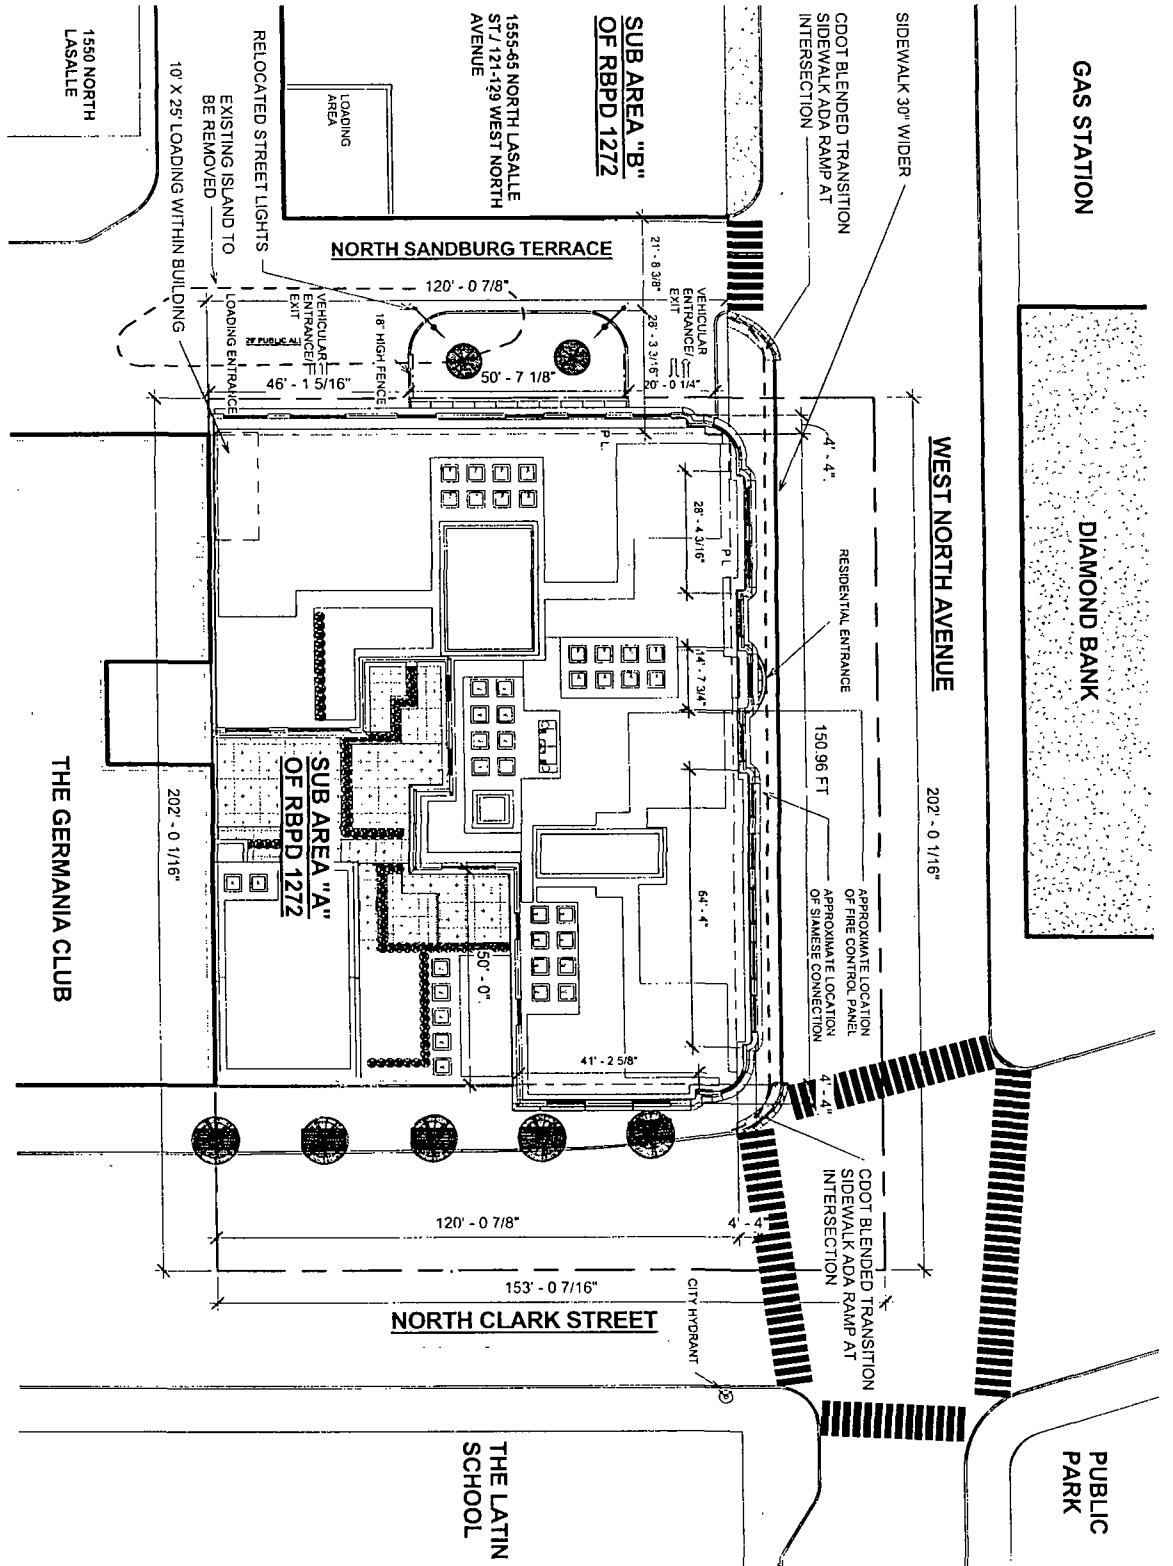 GAS STATION
DIAMOND BANK
PUBLIC
PARK
SIDEWALK 30" WIDER
CDOT BLENDED TRANSITION
SIDEWALK ADA RAMP AT
INTERSECTION
WEST NORTH AVENUE
202' - 0 1/16"
SUB AREA "B"
OF RBPD 1272
1555-65 NORTH LASALLE
ST / 121-129 WEST NORTH
AVENUE
LOADING
AREA
RELOCATED STREET LIGHTS
EXISTING ISLAND TO
BE REMOVED
10' X 25' LOADING WITHIN BUILDING
1550 NORTH
LASALLE
NORTH SANDBURG TERRACE
120' - 0 7/8"
21' - 8 3/8"
28' - 3 3/16"
VEHICULAR
ENTRANCE/
EXIT
VEHICULAR
ENTRANCE/
EXIT
LOADING ENTRANCE
18" HIGH FENCE
46' - 1 5/16"
50' - 7 1/8"
20' - 0 1/4"
4' - 4"
PL
PL
28' - 4 3/16"
RESIDENTIAL ENTRANCE
14' - 7 3/4"
150.96 FT
APPROXIMATE LOCATION
OF FIRE CONTROL PANEL
APPROXIMATE LOCATION
OF SIAMESE CONNECTION
64' - 4"
SUB AREA "A"
OF RBPD 1272
50' - 0"
41' - 2 5/8"
4' - 4"
202' - 0 1/16"
THE GERMANIA CLUB
CDOT BLENDED TRANSITION
SIDEWALK ADA RAMP AT
INTERSECTION
120' - 0 7/8"
4' - 4"
153' - 0 7/16"
NORTH CLARK STREET
CITY HYDRANT
THE LATIN
SCHOOL